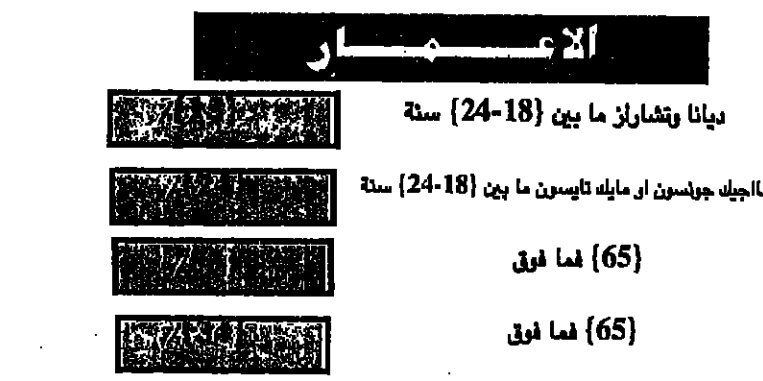 الاعـــمـــار
ديانا وتشارلز ما بين {18-24} سنة
ماجيك جونسون او مايك تايسون ما بين {18-24} سنة
{65} فما فوق
{65} فما فوق